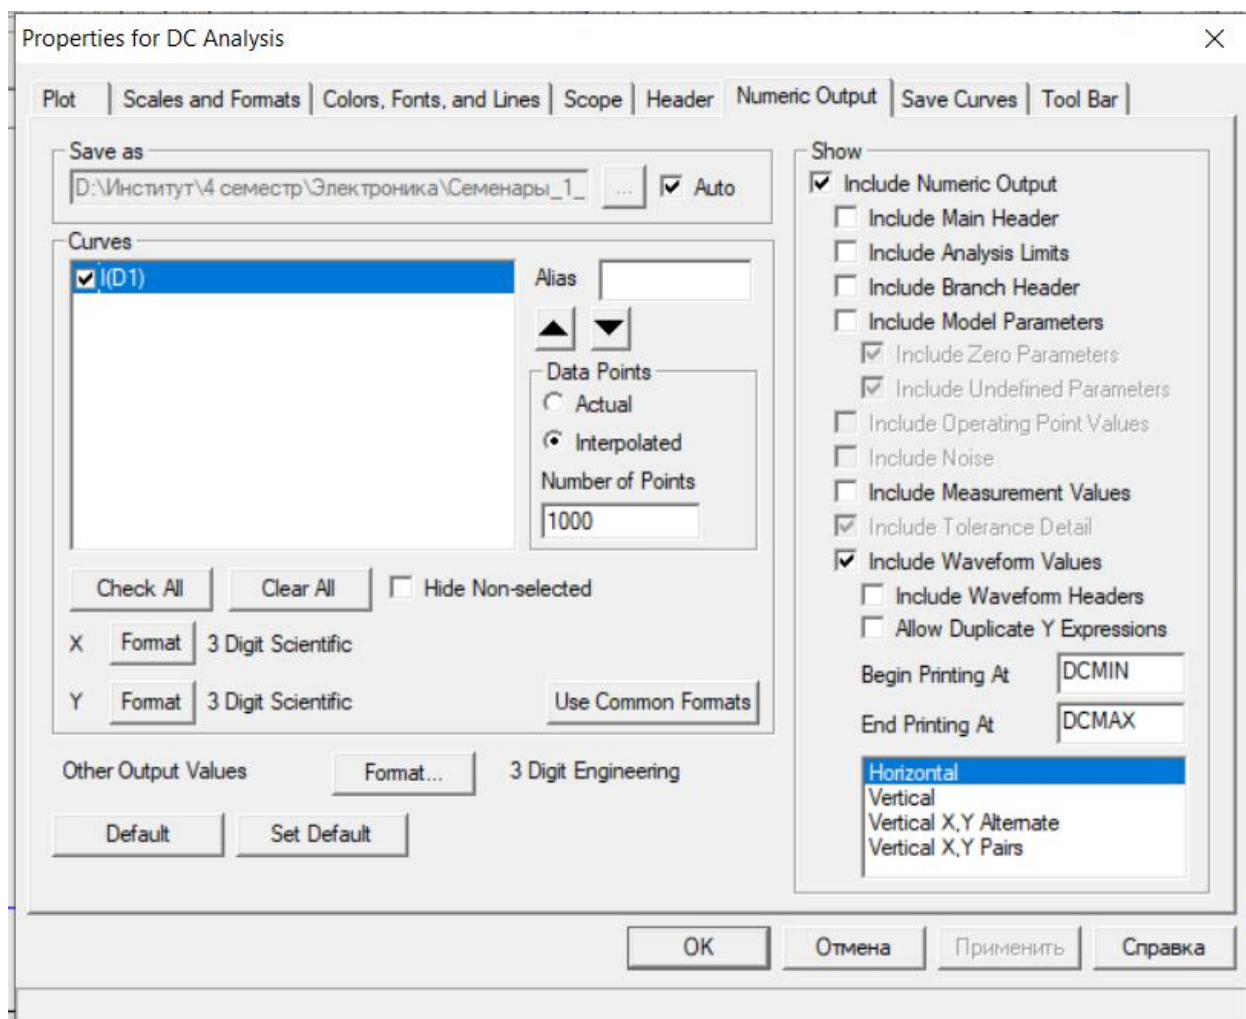 Properties for DC Analysis
Plot Scales and Formats Colors, Fonts, and Lines Scope Header Numeric Output Save Curves Tool Bar
Save as
D:\Институт\4 семестр\Электроника\Семенары_1_ ... Auto
Curves
I(D1)
Alias
Data Points
Actual
Interpolated
Number of Points
1000
Check All Clear All Hide Non-selected
X Format 3 Digit Scientific
Y Format 3 Digit Scientific Use Common Formats
Other Output Values Format... 3 Digit Engineering
Default Set Default
Show
Include Numeric Output
Include Main Header
Include Analysis Limits
Include Branch Header
Include Model Parameters
Include Zero Parameters
Include Undefined Parameters
Include Operating Point Values
Include Noise
Include Measurement Values
Include Tolerance Detail
Include Waveform Values
Include Waveform Headers
Allow Duplicate Y Expressions
Begin Printing At DCMIN
End Printing At DCMAX
Horizontal
Vertical
Vertical X,Y Alternate
Vertical X,Y Pairs
OK Отмена Применить Справка